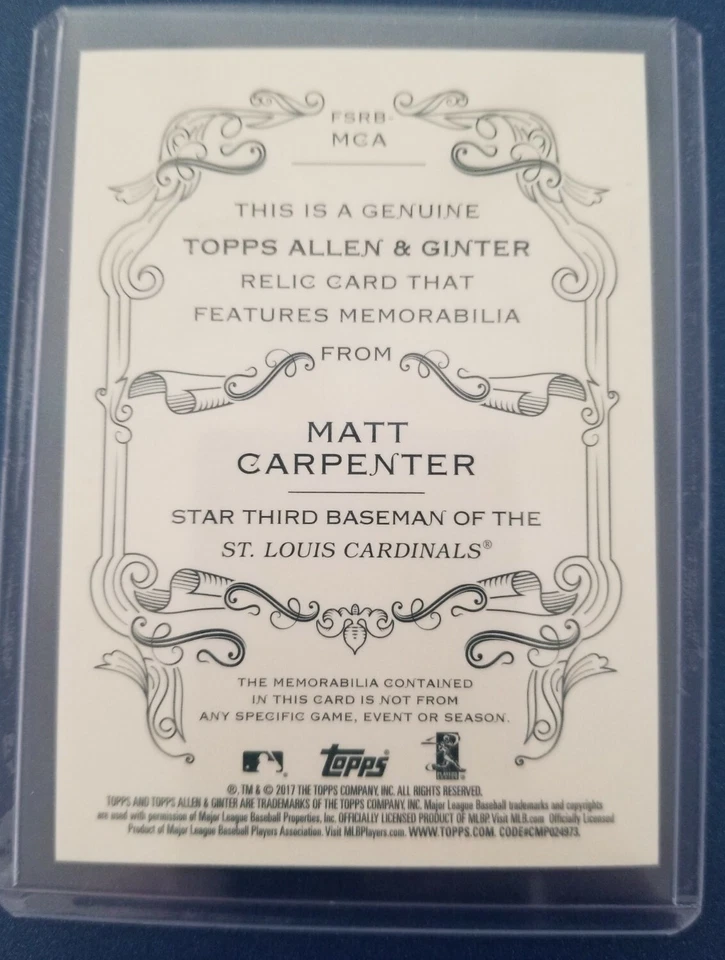 FSRB-
MCA
THIS IS A GENUINE
TOPPS ALLEN & GINTER
RELIC CARD THAT
FEATURES MEMORABILIA
FROM
MATT
CARPENTER
STAR THIRD BASEMAN OF THE
ST. LOUIS CARDINALS®
THE MEMORABILIA CONTAINED
IN THIS CARD IS NOT FROM
ANY SPECIFIC GAME, EVENT OR SEASON.
Topps
®, TM & © 2017 THE TOPPS COMPANY, INC. ALL RIGHTS RESERVED.
TOPPS AND TOPPS ALLEN & GINTER ARE TRADEMARKS OF THE TOPPS COMPANY, INC. Major League Baseball trademarks and copyrights
are used with permission of Major League Baseball Properties, Inc. OFFICIALLY LICENSED PRODUCT OF MLBP. Visit MLB.com Officially Licensed
Product of Major League Baseball Players Association. Visit MLBPlayers.com. WWW.TOPPS.COM. CODE#CMP024973.